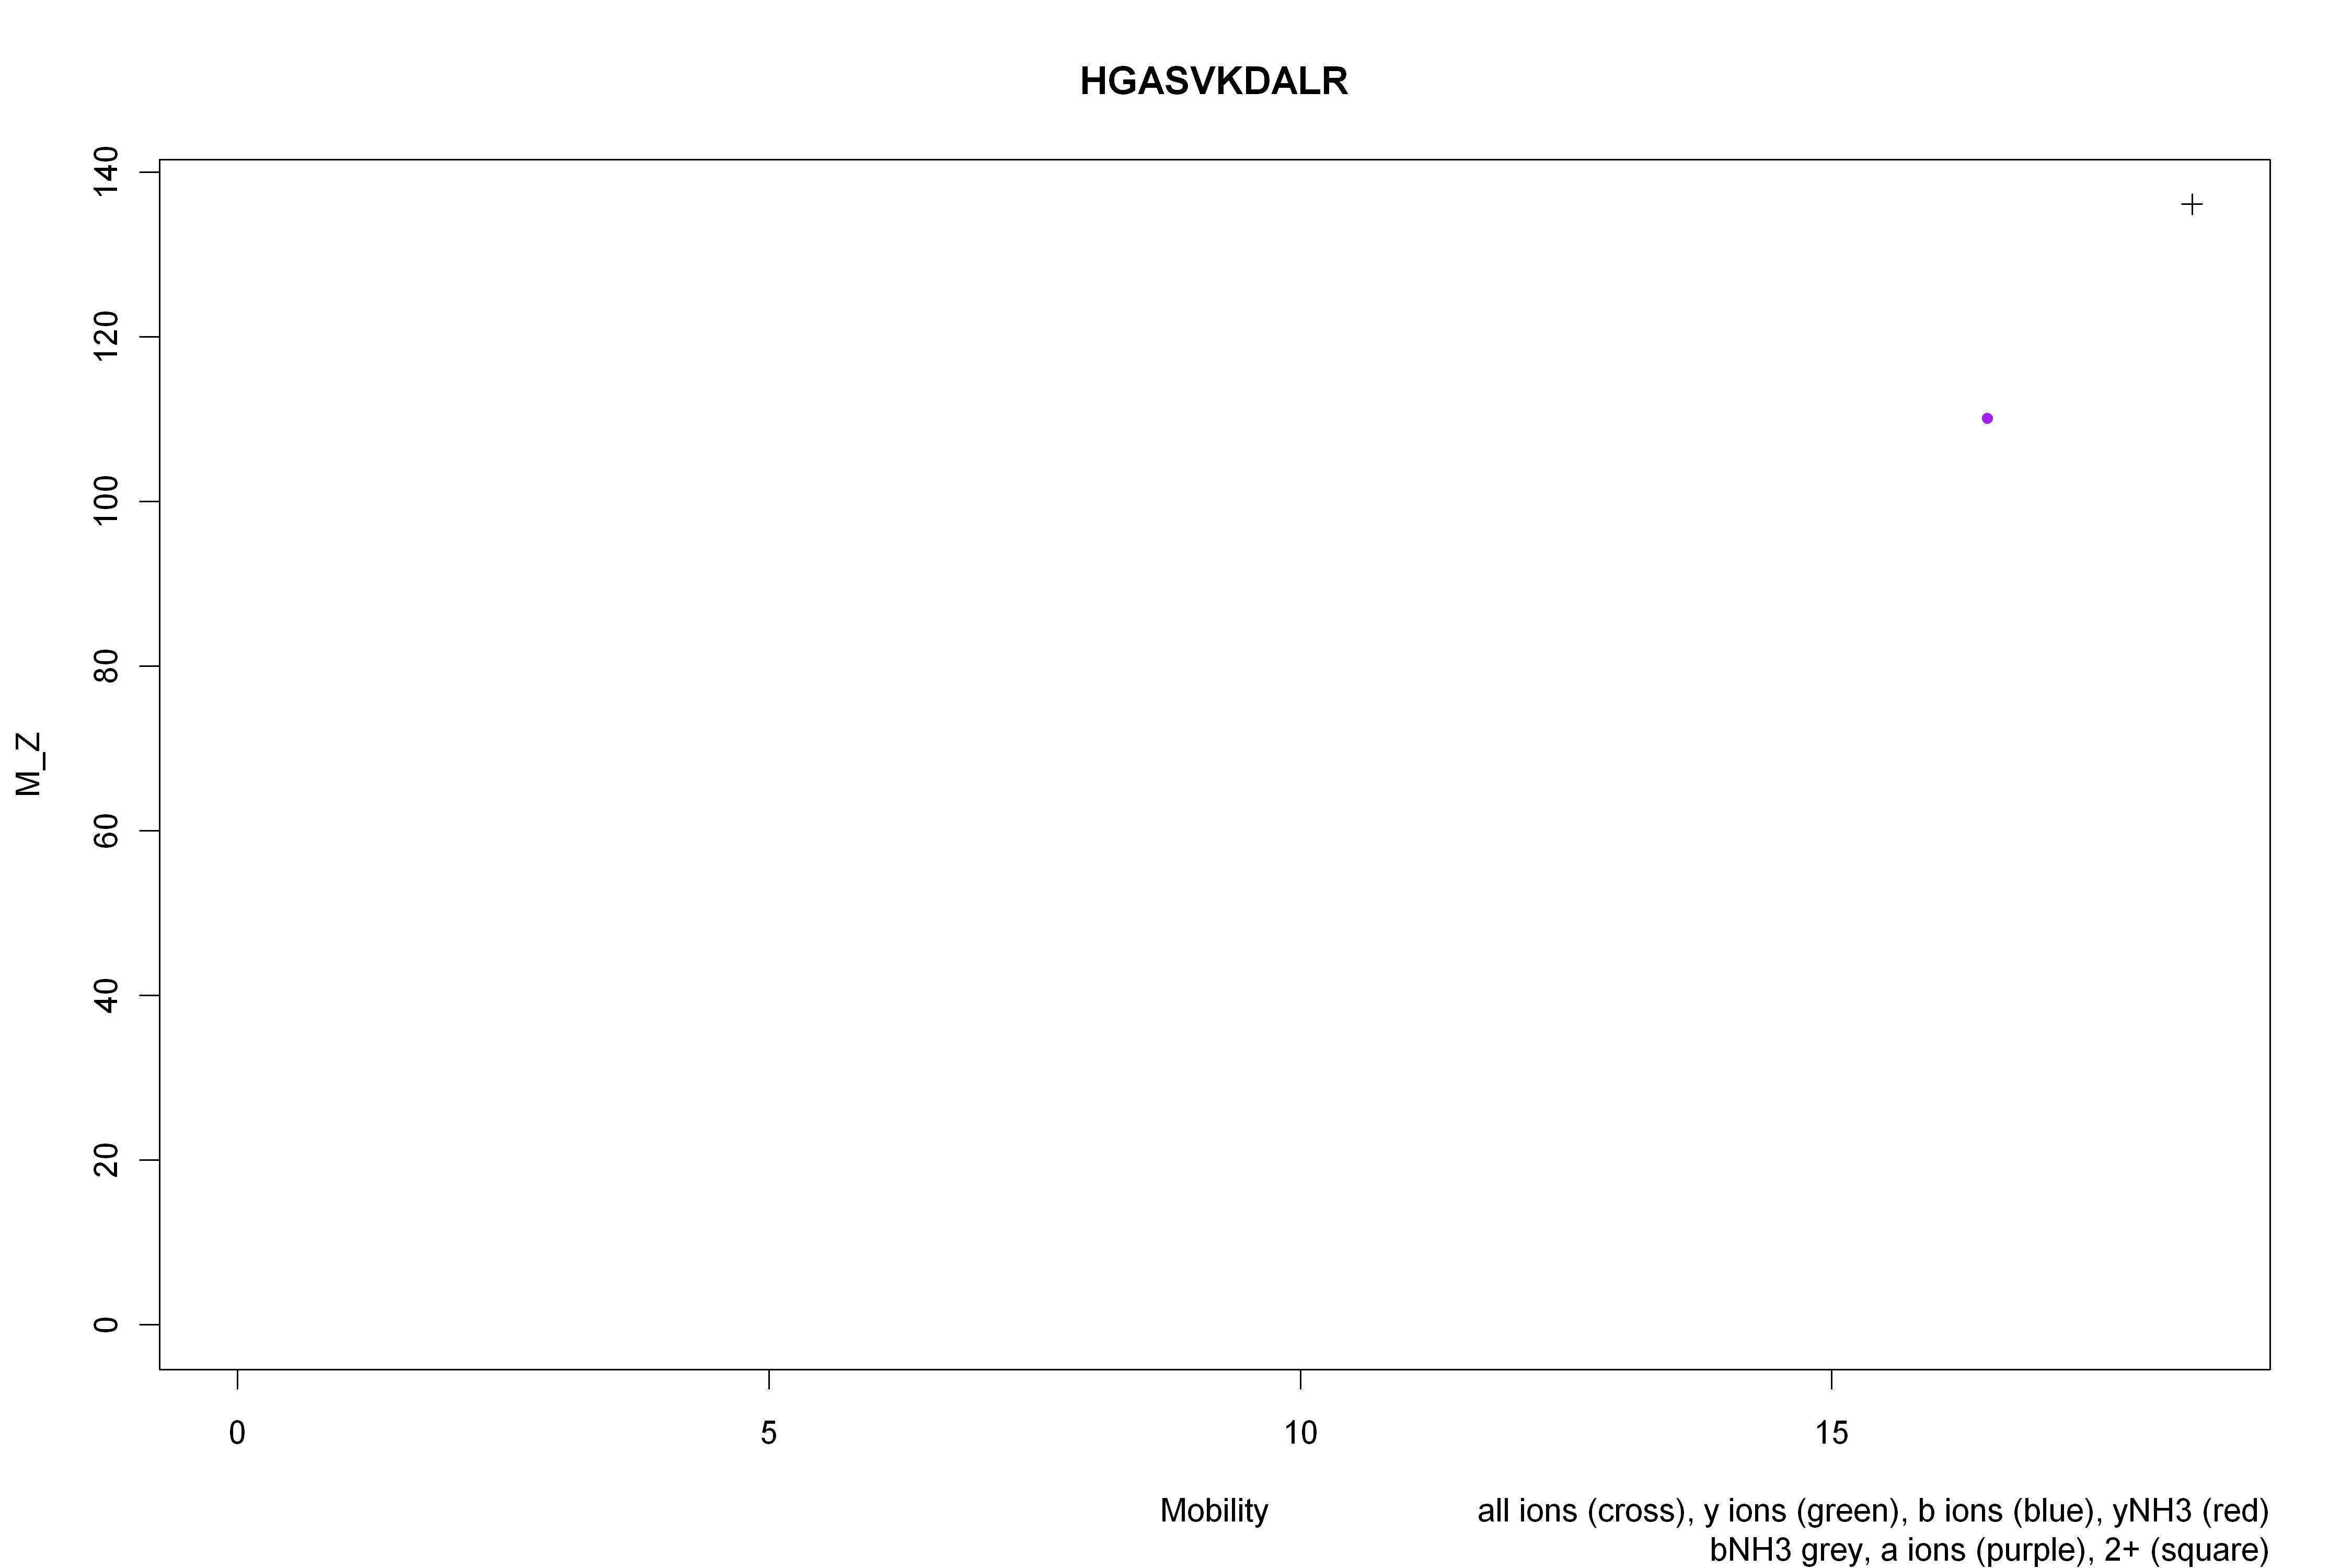 HGASVKDALR
140
120
100
80
60
40
20
0
M_Z
0 5 10 15
Mobility
all ions (cross), y ions (green), b ions (blue), yNH3 (red)
bNH3 grey, a ions (purple), 2+ (square)